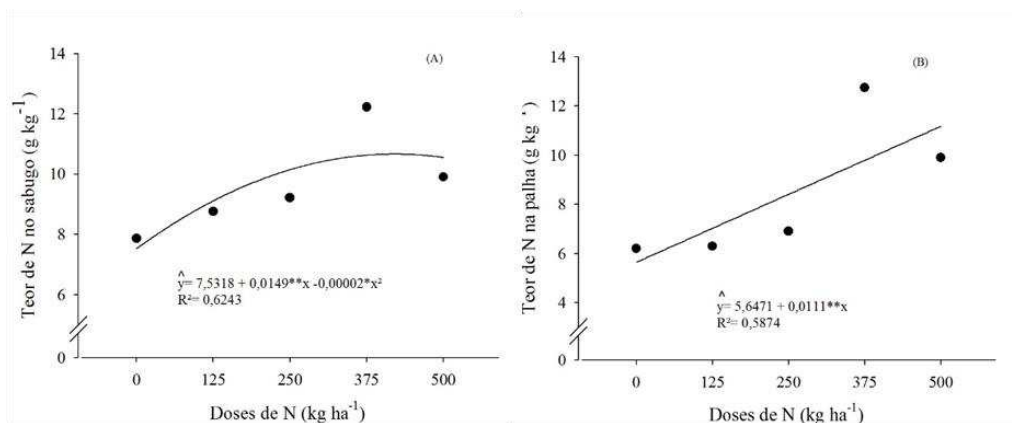 (A)
Teor de N no sabugo (g kg⁻¹)
14
12
10
8
6
0
ŷ= 7,5318 + 0,0149**x -0,00002*x²
R²= 0,6243
0 125 250 375 500
Doses de N (kg ha⁻¹)
(B)
Teor de N na palha (g kg⁻¹)
14
12
10
8
6
4
0
ŷ= 5,6471 + 0,0111**x
R²= 0,5874
0 125 250 375 500
Doses de N (kg ha⁻¹)